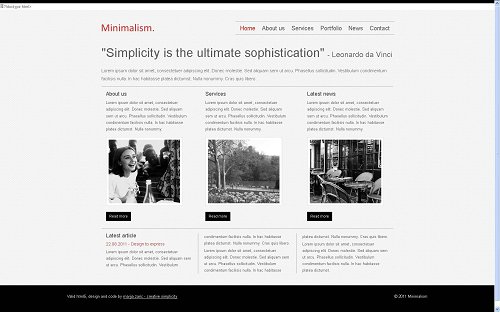 Minimalism.
Home About us Services Portfolio News Contact
"Simplicity is the ultimate sophistication" - Leonardo da Vinci
Lorem ipsum dolor sit amet, consectetuer adipiscing elit. Donec molestie. Sed aliquam sem ut arcu. Phasellus sollicitudin. Vestibulum condimentum facilisis
nulla. In hac habitasse platea dictumst. Nulla nonummy. Cras quis libero.
About us
Lorem ipsum dolor sit amet, consectetuer
adipiscing elit. Donec molestie. Sed aliquam
sem ut arcu. Phasellus sollicitudin. Vestibulum
condimentum facilisis nulla. In hac habitasse
platea dictumst. Nulla nonummy.
Read more
Services
Lorem ipsum dolor sit amet, consectetuer
adipiscing elit. Donec molestie. Sed aliquam
sem ut arcu. Phasellus sollicitudin. Vestibulum
condimentum facilisis nulla. In hac habitasse
platea dictumst. Nulla nonummy.
Read more
Latest news
Lorem ipsum dolor sit amet, consectetuer
adipiscing elit. Donec molestie. Sed aliquam
sem ut arcu. Phasellus sollicitudin. Vestibulum
condimentum facilisis nulla. In hac habitasse
platea dictumst. Nulla nonummy.
Read more
Latest article
22.08.2011 - Design to express
Lorem ipsum dolor sit amet, consectetuer
adipiscing elit. Donec molestie. Sed aliquam
sem ut arcu. Phasellus sollicitudin. Vestibulum
condimentum facilisis nulla. In hac habitasse
platea dictumst. Nulla nonummy. Cras quis libero.
Lorem ipsum dolor sit amet, consectetuer
adipiscing elit. Donec molestie. Sed aliquam
sem ut arcu. Phasellus sollicitudin. Vestibulum
condimentum facilisis nulla. In hac habitasse
platea dictumst. Nulla nonummy. Cras quis libero.
Lorem ipsum dolor sit amet, consectetuer
adipiscing elit. Donec molestie. Sed aliquam
sem ut arcu. Phasellus sollicitudin. Vestibulum
condimentum facilisis nulla. In hac habitasse
Valid html5, design and code by marija zaric - creative simplicity
© 2011 Minimalism